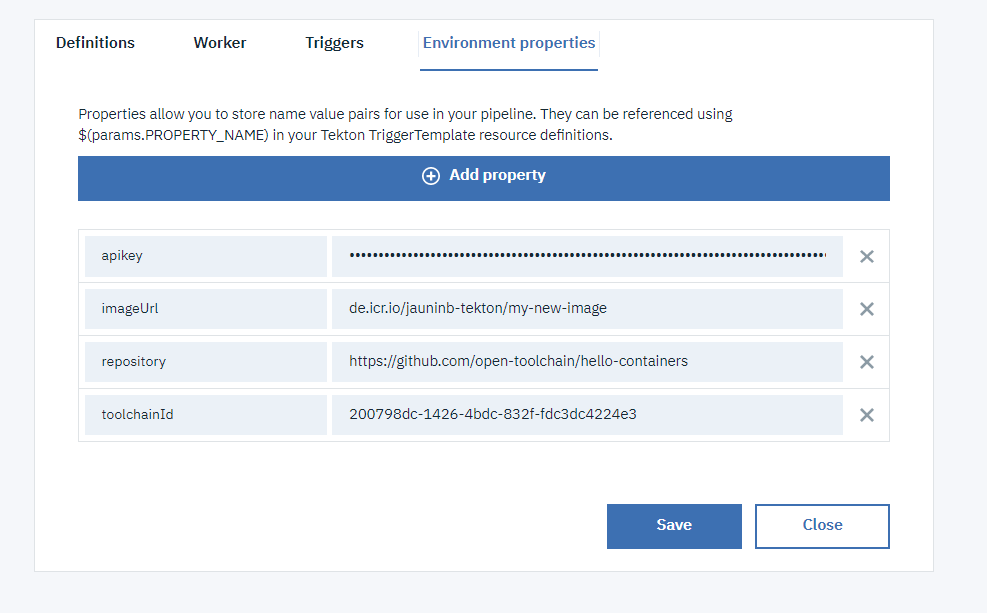 Definitions Worker Triggers Environment properties
Properties allow you to store name value pairs for use in your pipeline. They can be referenced using
$(params.PROPERTY_NAME) in your Tekton TriggerTemplate resource definitions.
Add property
apikey
imageUrl de.icr.io/jauninb-tekton/my-new-image
repository https://github.com/open-toolchain/hello-containers
toolchainId 200798dc-1426-4bdc-832f-fdc3dc4224e3
Save Close